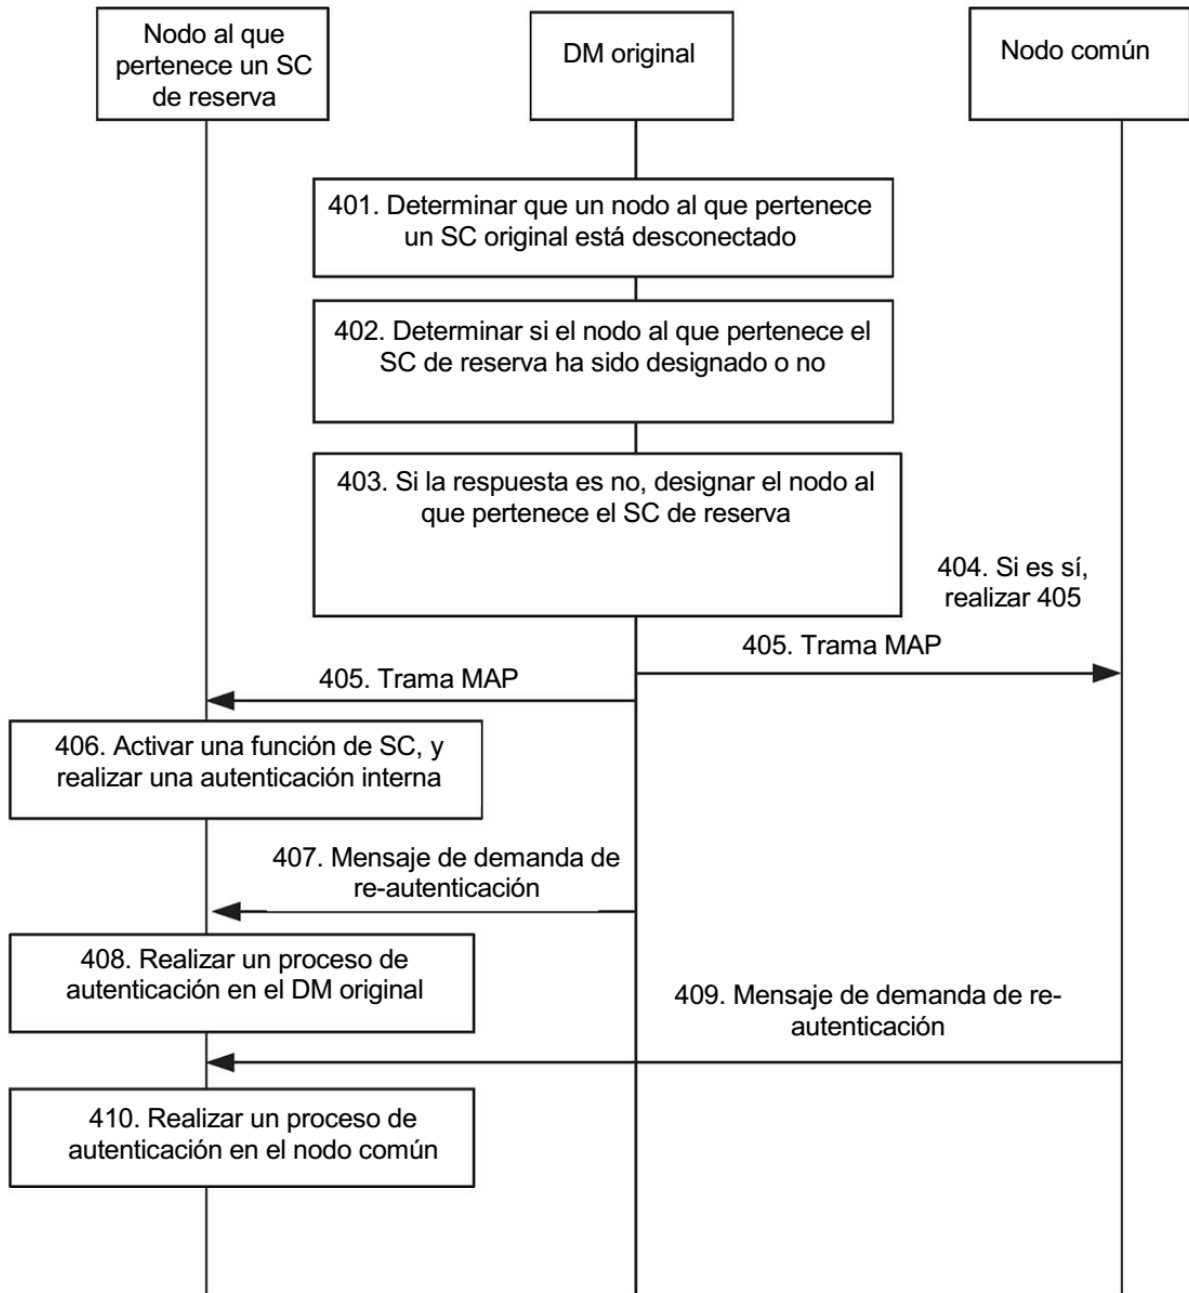 Nodo al que
pertenece un SC
de reserva
DM original
Nodo común
401. Determinar que un nodo al que pertenece
un SC original está desconectado
402. Determinar si el nodo al que pertenece el
SC de reserva ha sido designado o no
403. Si la respuesta es no, designar el nodo al
que pertenece el SC de reserva
404. Si es sí,
realizar 405
405. Trama MAP
405. Trama MAP
406. Activar una función de SC, y
realizar una autenticación interna
407. Mensaje de demanda de
re-autenticación
408. Realizar un proceso de
autenticación en el DM original
409. Mensaje de demanda de re-
autenticación
410. Realizar un proceso de
autenticación en el nodo común